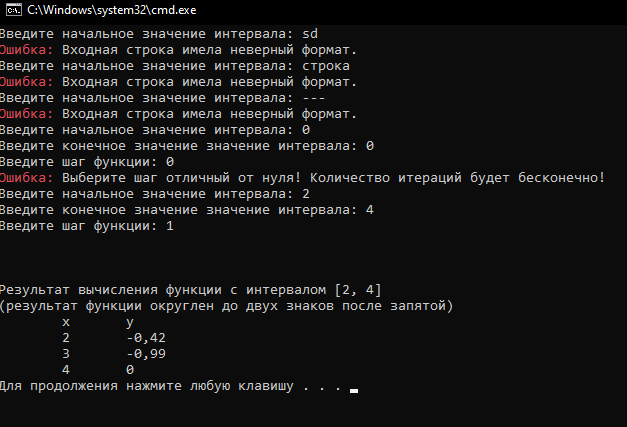 C:\Windows\system32\cmd.exe
Введите начальное значение интервала: sd
Ошибка: Входная строка имела неверный формат.
Введите начальное значение интервала: строка
Ошибка: Входная строка имела неверный формат.
Введите начальное значение интервала: ---
Ошибка: Входная строка имела неверный формат.
Введите начальное значение интервала: 0
Введите конечное значение значение интервала: 0
Введите шаг функции: 0
Ошибка: Выберите шаг отличный от нуля! Количество итераций будет бесконечно!
Введите начальное значение интервала: 2
Введите конечное значение значение интервала: 4
Введите шаг функции: 1
Результат вычисления функции с интервалом [2, 4]
(результат функции округлен до двух знаков после запятой)
x y
2 -0,42
3 -0,99
4 0
Для продолжения нажмите любую клавишу . . .